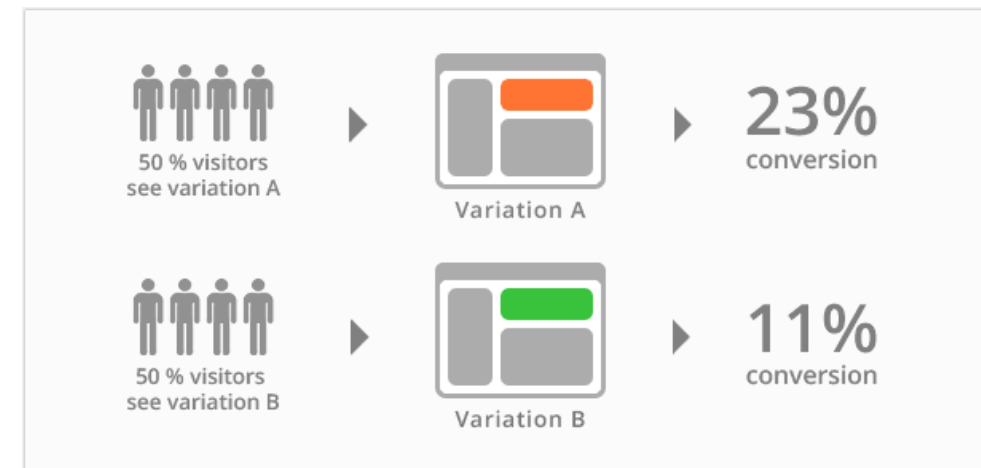 50 % visitors
see variation A
Variation A
23%
conversion
50 % visitors
see variation B
Variation B
11%
conversion